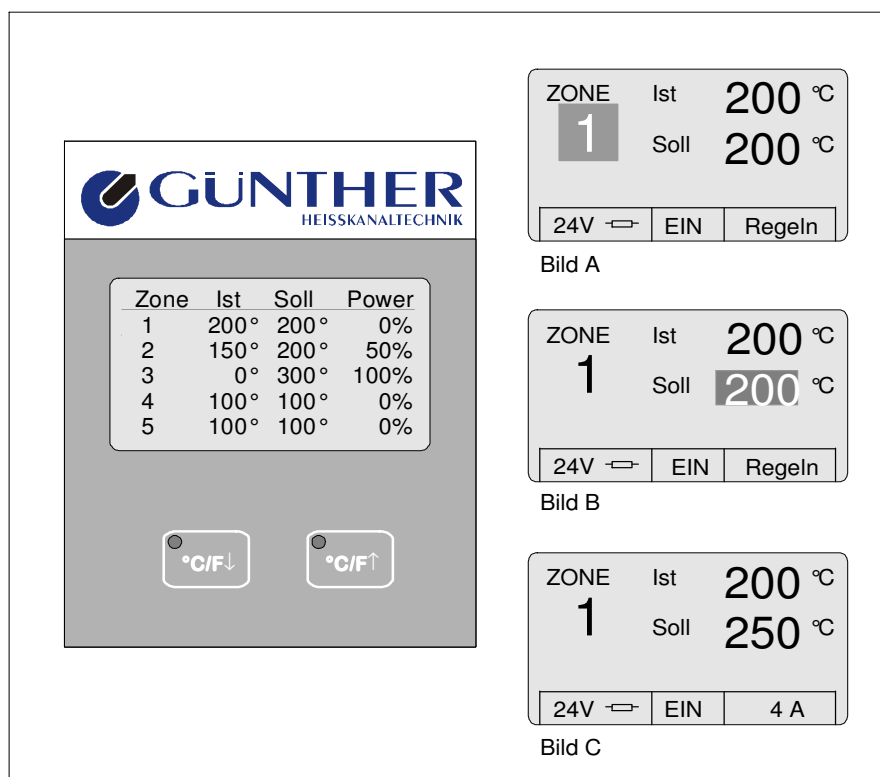 GÜNTHER
HEISSKANALTECHNIK
Zone Ist Soll Power
1 200° 200° 0%
2 150° 200° 50%
3 0° 300° 100%
4 100° 100° 0%
5 100° 100° 0%
°C/F↓ °C/F↑
ZONE Ist 200 °C
1 Soll 200 °C
24V EIN Regeln
Bild A
ZONE Ist 200 °C
1 Soll 200 °C
24V EIN Regeln
Bild B
ZONE Ist 200 °C
1 Soll 250 °C
24V EIN 4 A
Bild C